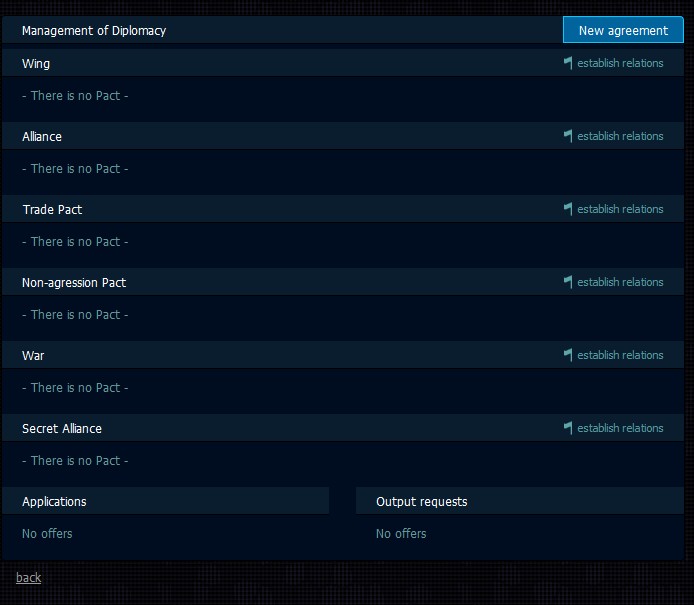 Management of Diplomacy New agreement
Wing establish relations
- There is no Pact -
Alliance establish relations
- There is no Pact -
Trade Pact establish relations
- There is no Pact -
Non-agression Pact establish relations
- There is no Pact -
War establish relations
- There is no Pact -
Secret Alliance establish relations
- There is no Pact -
Applications Output requests
No offers No offers
back